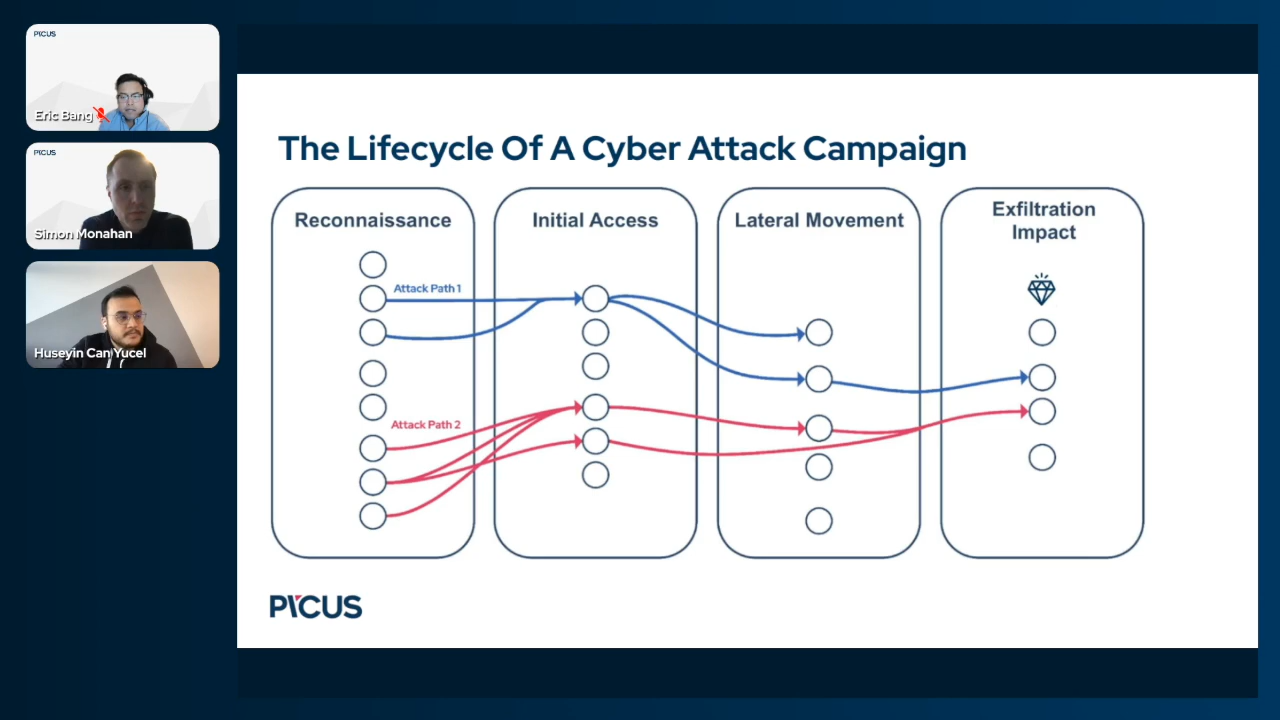 PICUS
Eric Bang
PICUS
Simon Monahan
Huseyin Can Yucel
The Lifecycle Of A Cyber Attack Campaign
Reconnaissance
Initial Access
Lateral Movement
Exfiltration
Impact
Attack Path 1
Attack Path 2
PICUS